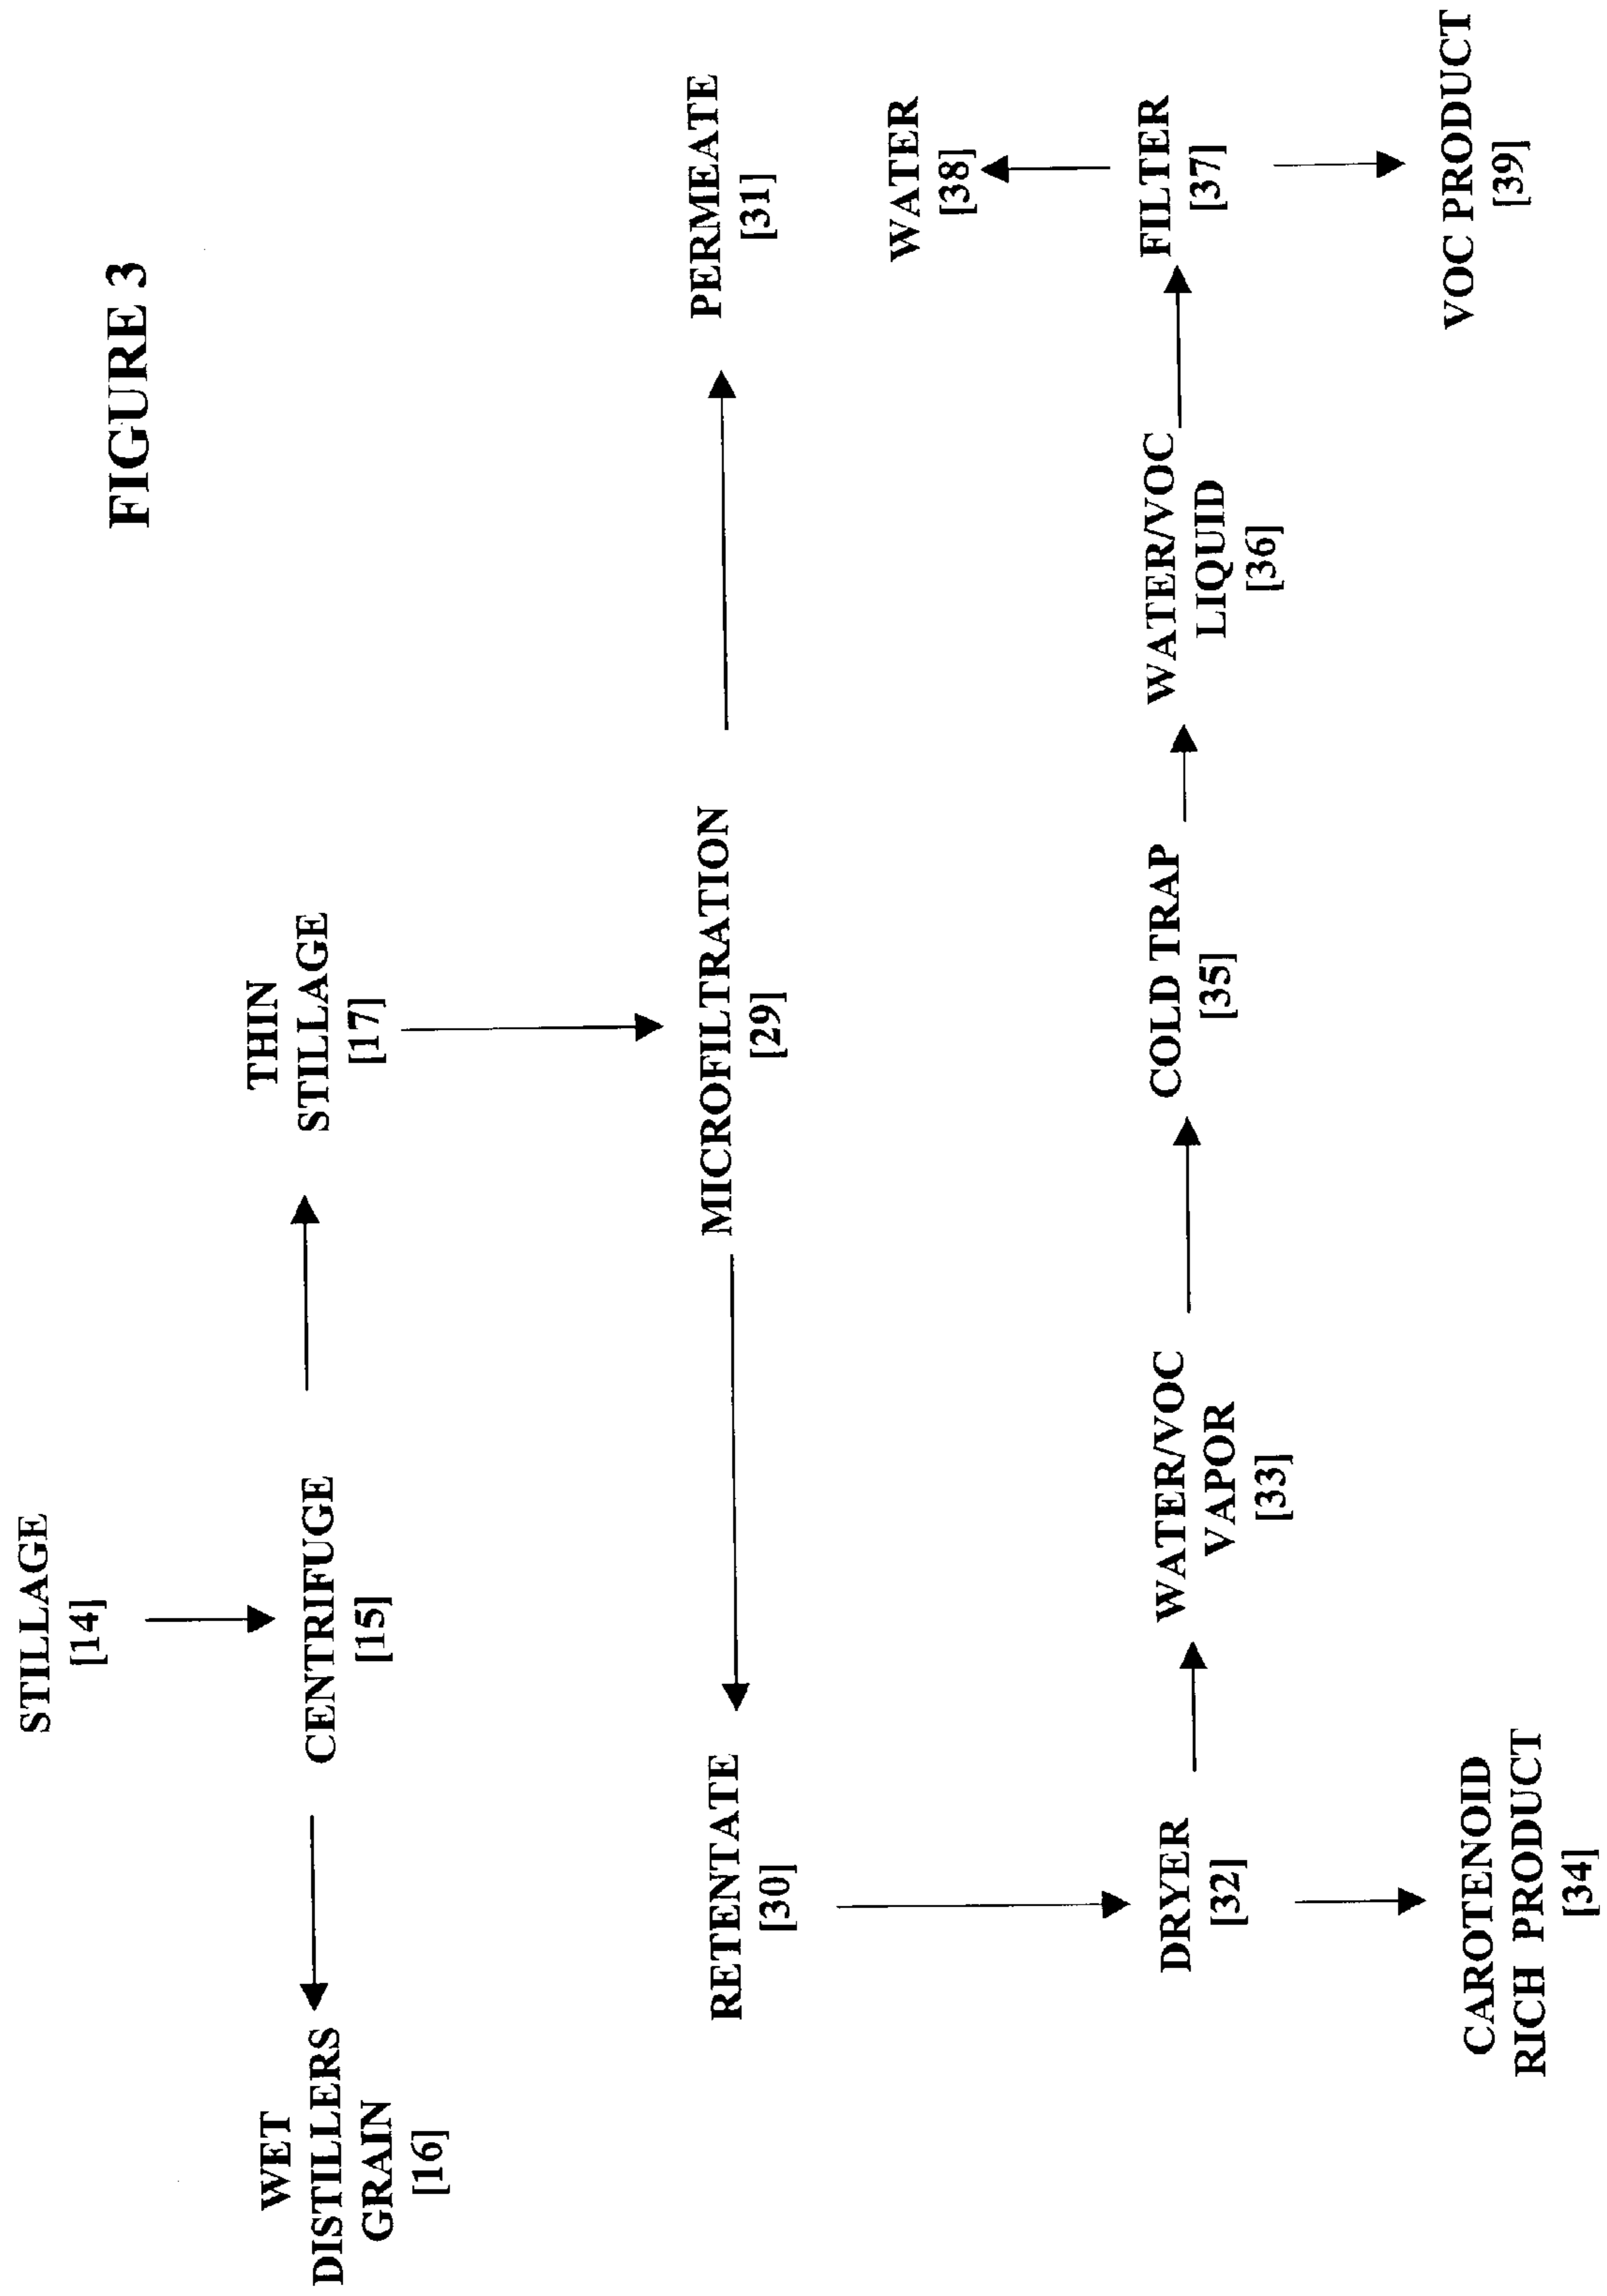 FIGURE 3
STILLAGE
[14]
WET
DISTILLERS
GRAIN
[16]
CENTRIFUGE
[15]
THIN
STILLAGE
[17]
RETENTATE
[30]
MICROFILTRATION
[29]
PERMEATE
[31]
DRYER
[32]
WATER/VOC
VAPOR
[33]
COLD TRAP
[35]
WATER/VOC
LIQUID
[36]
WATER
[38]
FILTER
[37]
CAROTENOID
RICH PRODUCT
[34]
VOC PRODUCT
[39]